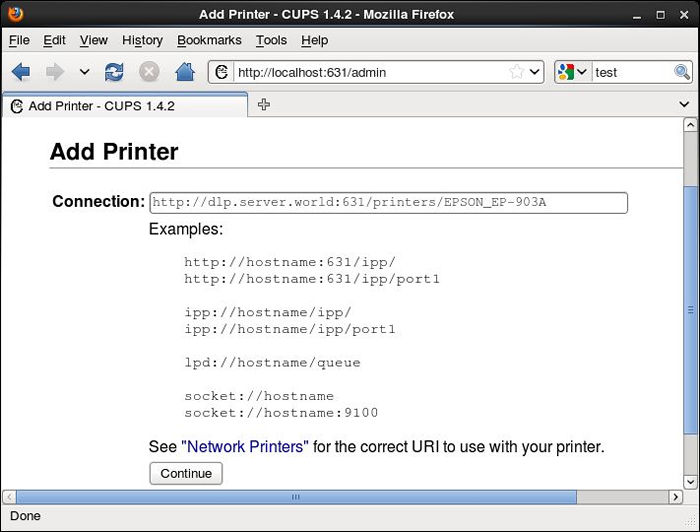 Add Printer - CUPS 1.4.2 - Mozilla Firefox
File Edit View History Bookmarks Tools Help
http://localhost:631/admin
test
Add Printer - CUPS 1.4.2
Add Printer
Connection: http://dlp.server.world:631/printers/EPSON_EP-903A
Examples:
http://hostname:631/ipp/
http://hostname:631/ipp/port1
ipp://hostname/ipp/
ipp://hostname/ipp/port1
lpd://hostname/queue
socket://hostname
socket://hostname:9100
See "Network Printers" for the correct URI to use with your printer.
Continue
Done